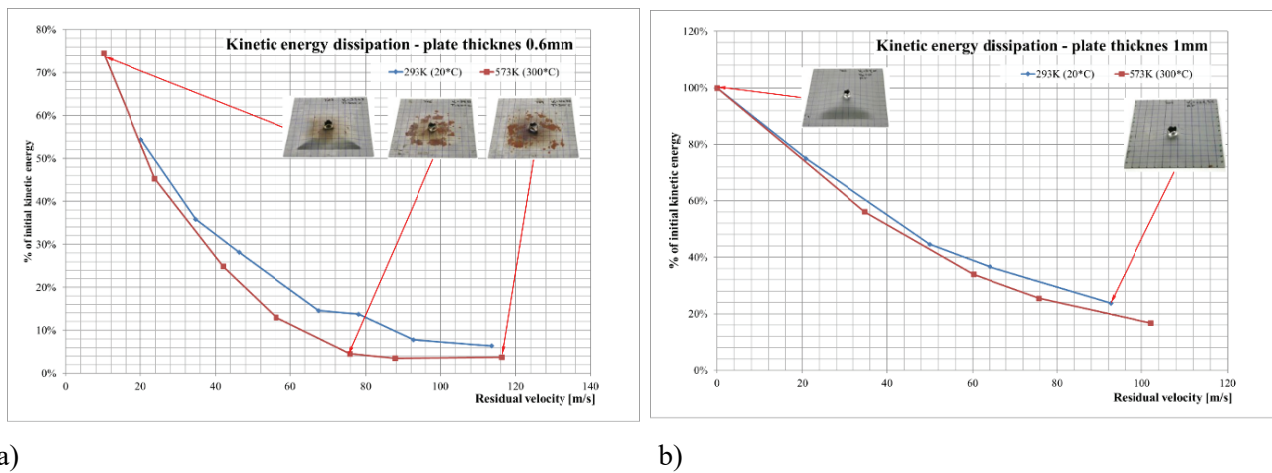 Kinetic energy dissipation - plate thicknes 0.6mm
293K (20*C) 573K (300*C)
80%
70%
60%
50%
40%
30%
20%
10%
0%
% of initial kinetic energy
0 20 40 60 80 100 120 140
Residual velocity [m/s]
a)
Kinetic energy dissipation - plate thicknes 1mm
293K (20*C) 573K (300*C)
120%
100%
80%
60%
40%
20%
0%
% of initial kinetic energy
0 20 40 60 80 100 120
Residual velocity [m/s]
b)